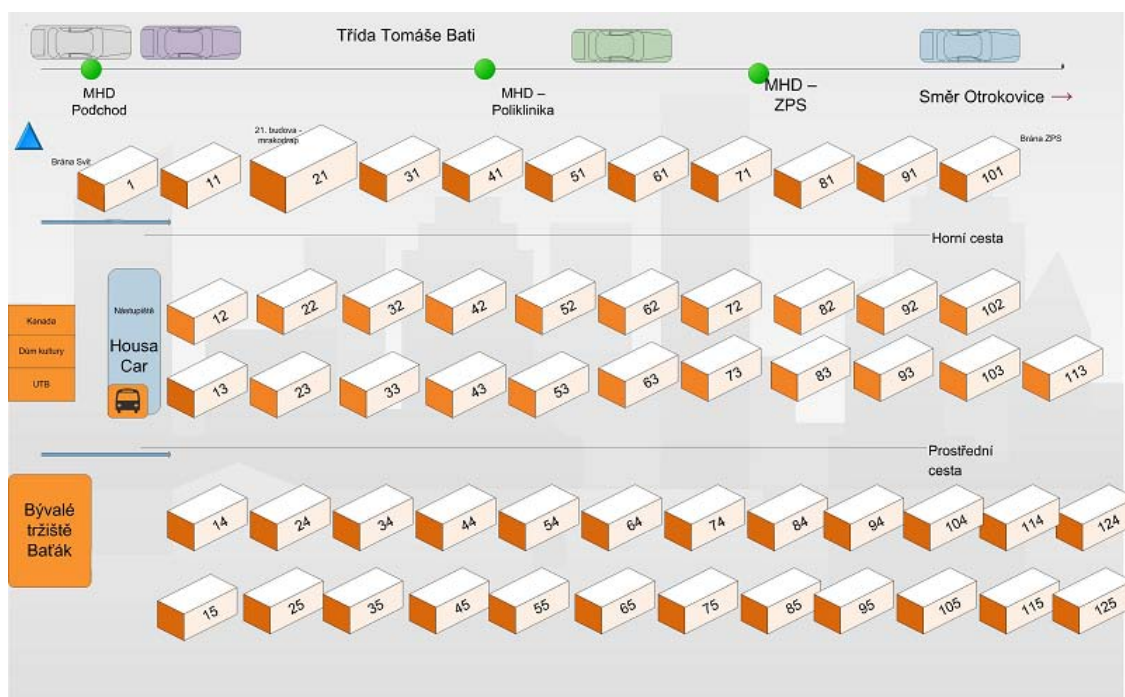 Třída Tomáše Bati
MHD
Podchod
MHD –
Poliklinika
MHD –
ZPS
Směr Otrokovice →
21. budova -
mrakodrap
Brána Svit
Brána ZPS
1 11 21 31 41 51 61 71 81 91 101
Horní cesta
12 22 32 42 52 62 72 82 92 102
Nástupiště
Housa
Car
Kanada
Dům kultury
UTB
13 23 33 43 53 63 73 83 93 103 113
Prostřední
cesta
Bývalé
tržiště
Baťák
14 24 34 44 54 64 74 84 94 104 114 124
15 25 35 45 55 65 75 85 95 105 115 125